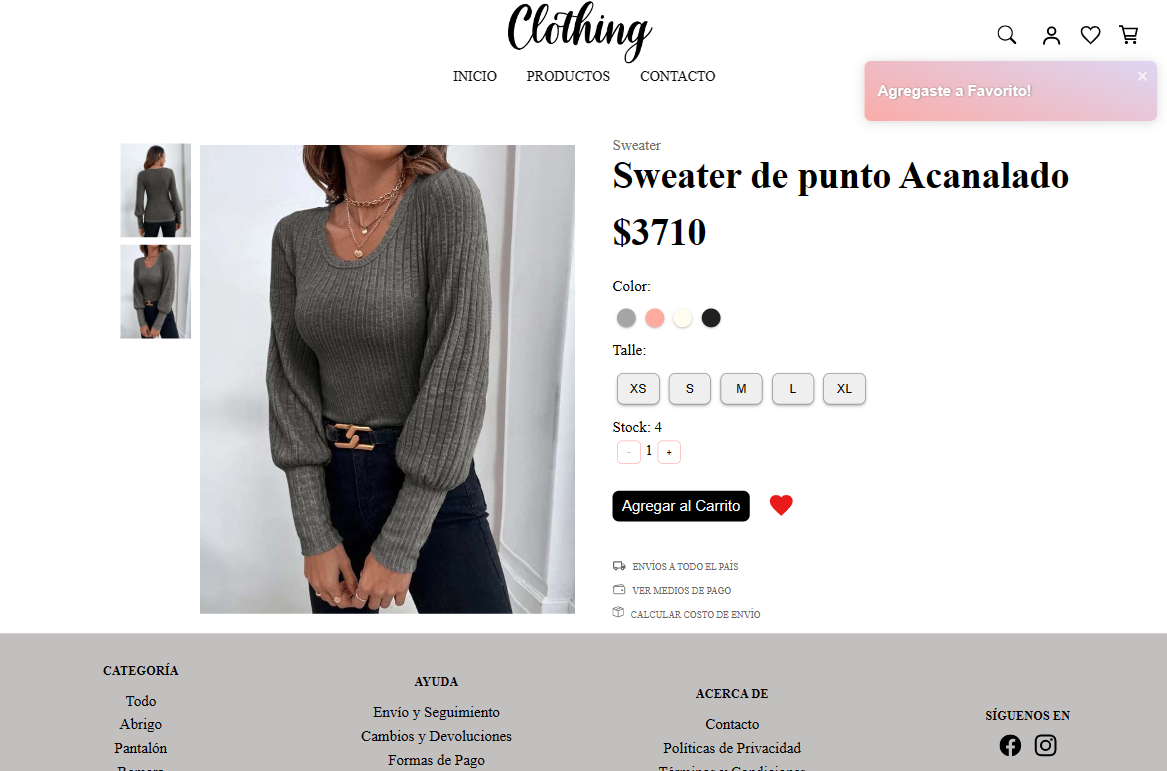 Clothing
INICIO PRODUCTOS CONTACTO
Agregaste a Favorito! ×
Sweater
Sweater de punto Acanalado
$3710
Color:
Talle:
XS S M L XL
Stock: 4
- 1 +
Agregar al Carrito
ENVÍOS A TODO EL PAÍS
VER MEDIOS DE PAGO
CALCULAR COSTO DE ENVÍO
CATEGORÍA
Todo
Abrigo
Pantalón
AYUDA
Envío y Seguimiento
Cambios y Devoluciones
Formas de Pago
ACERCA DE
Contacto
Políticas de Privacidad
Términos y Condiciones
SÍGUENOS EN